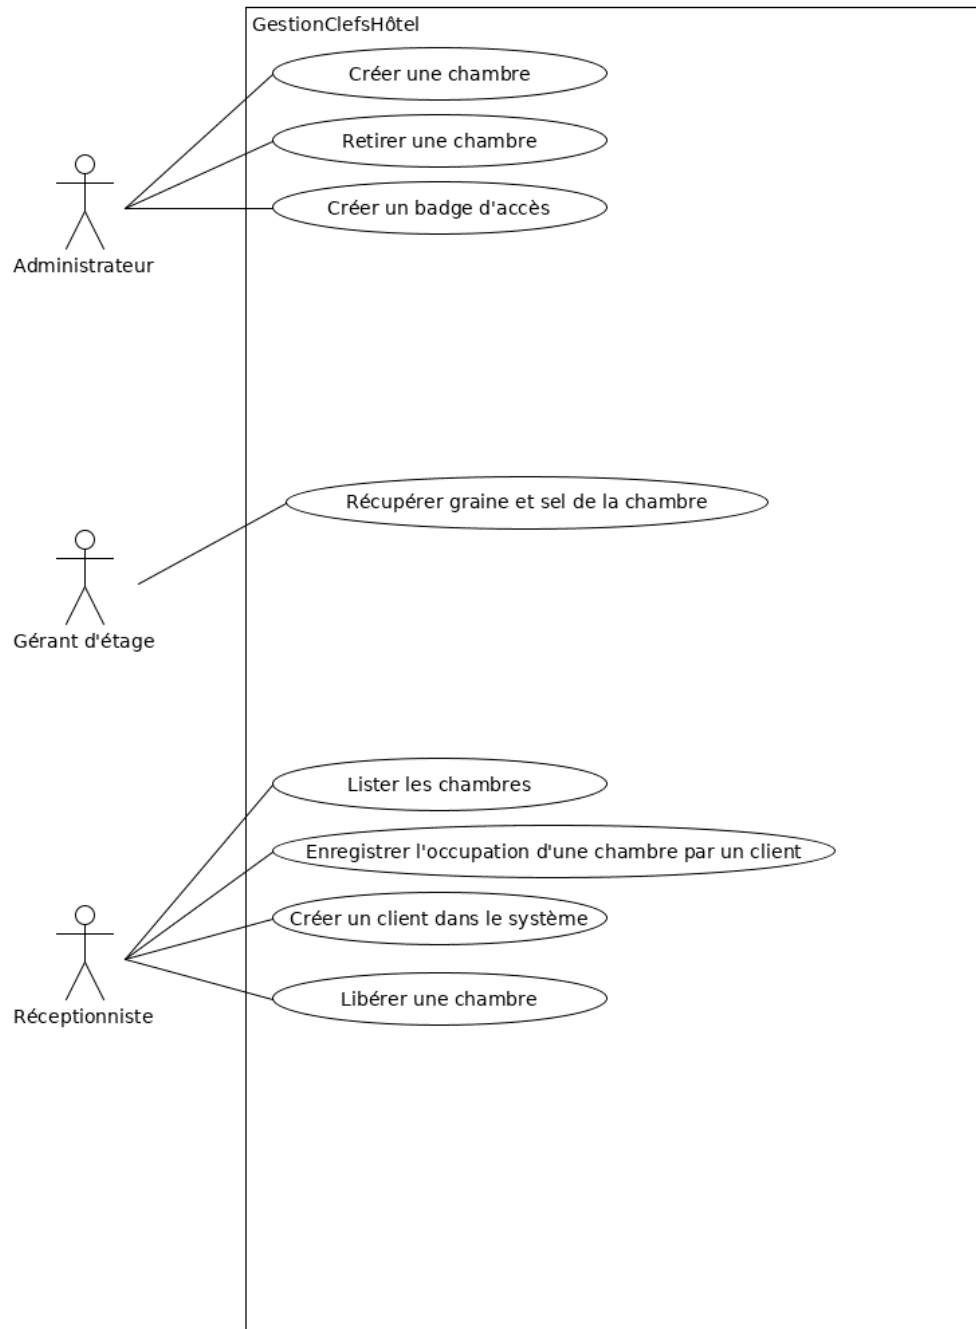 GestionClefsHôtel
Créer une chambre
Retirer une chambre
Créer un badge d'accès
Administrateur
Récupérer graine et sel de la chambre
Gérant d'étage
Lister les chambres
Enregistrer l'occupation d'une chambre par un client
Créer un client dans le système
Libérer une chambre
Réceptionniste